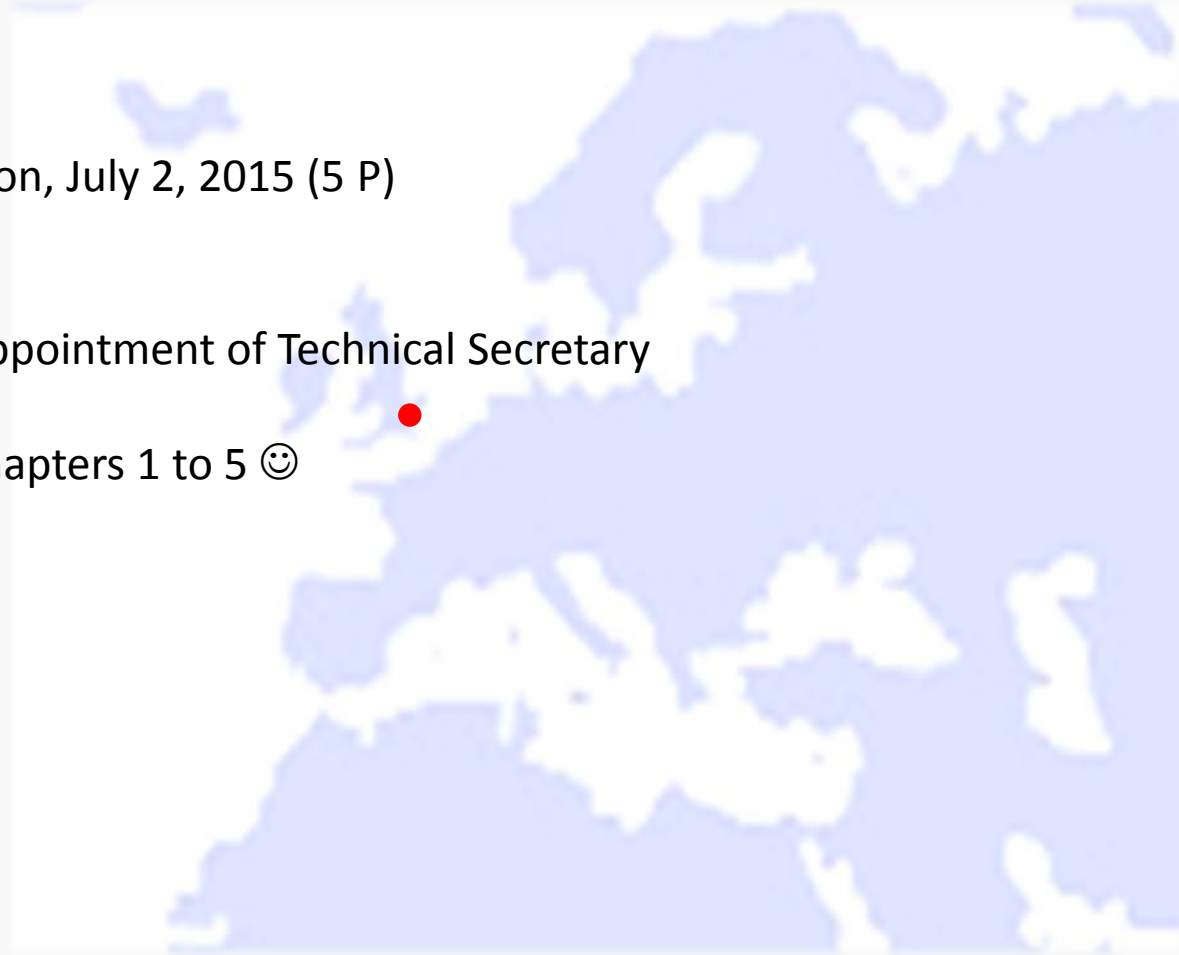 on, July 2, 2015 (5 P)
ppointment of Technical Secretary
apters 1 to 5 ☺